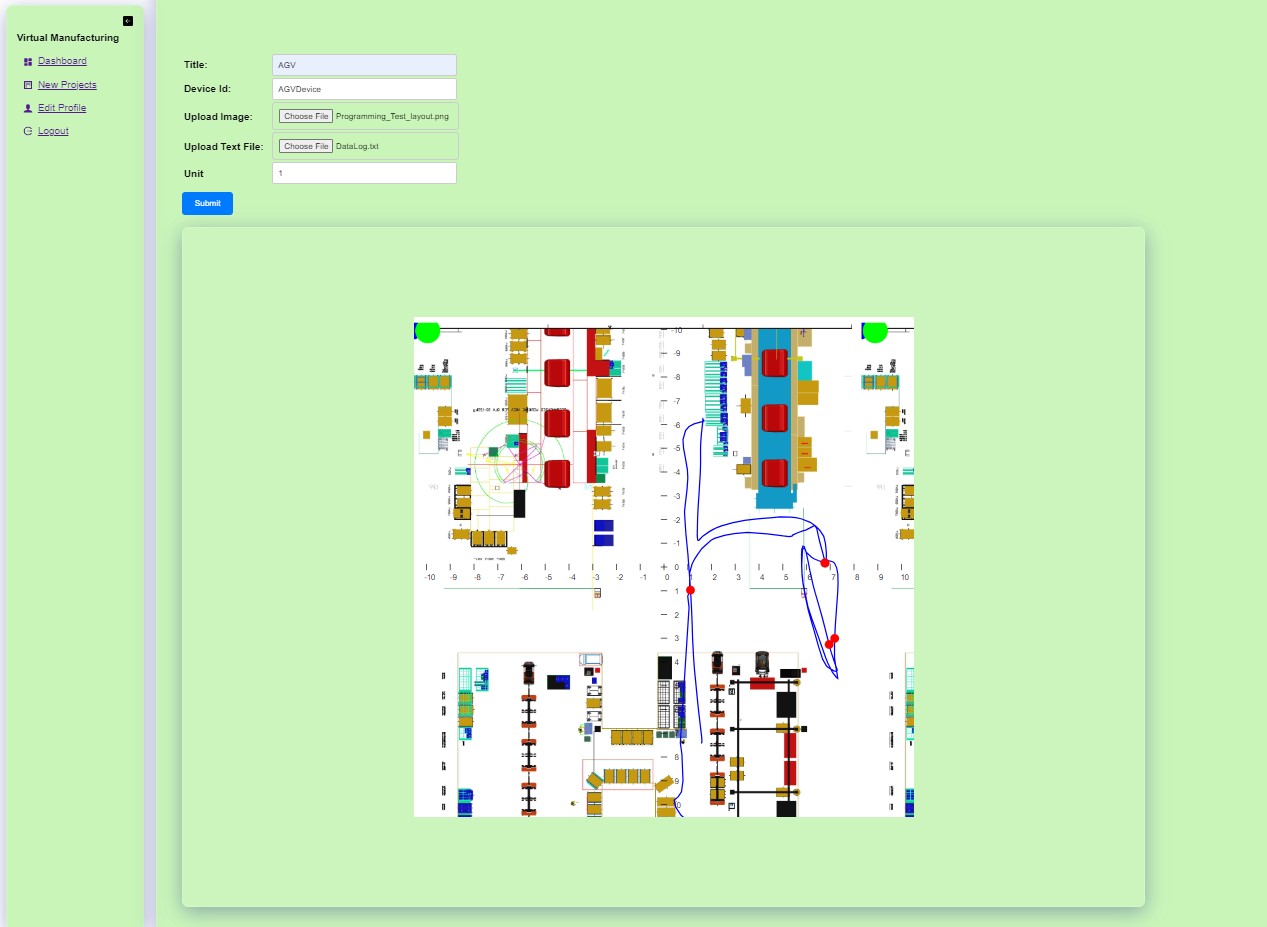 Virtual Manufacturing
Dashboard
New Projects
Edit Profile
Logout
Title: AGV
Device Id: AGVDevice
Upload Image: Choose File Programming_Test_layout.png
Upload Text File: Choose File DataLog.txt
Unit 1
Submit
-10
-9
-8
-7
-6
-5
-4
-3
-2
-1
0
-10 -9 -8 -7 -6 -5 -4 -3 -2 -1 0 1 2 3 4 5 6 7 8 9 10
1
2
3
4
8
9